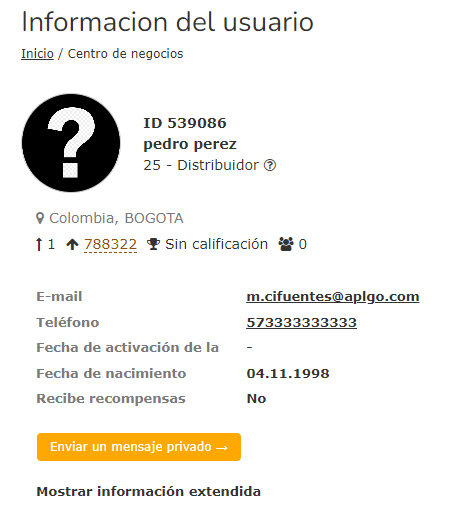 Informacion del usuario
Inicio / Centro de negocios
ID 539086
pedro perez
25 - Distribuidor
Colombia, BOGOTA
1 788322 Sin calificación 0
E-mail m.cifuentes@aplgo.com
Teléfono 573333333333
Fecha de activación de la -
Fecha de nacimiento 04.11.1998
Recibe recompensas No
Enviar un mensaje privado →
Mostrar información extendida